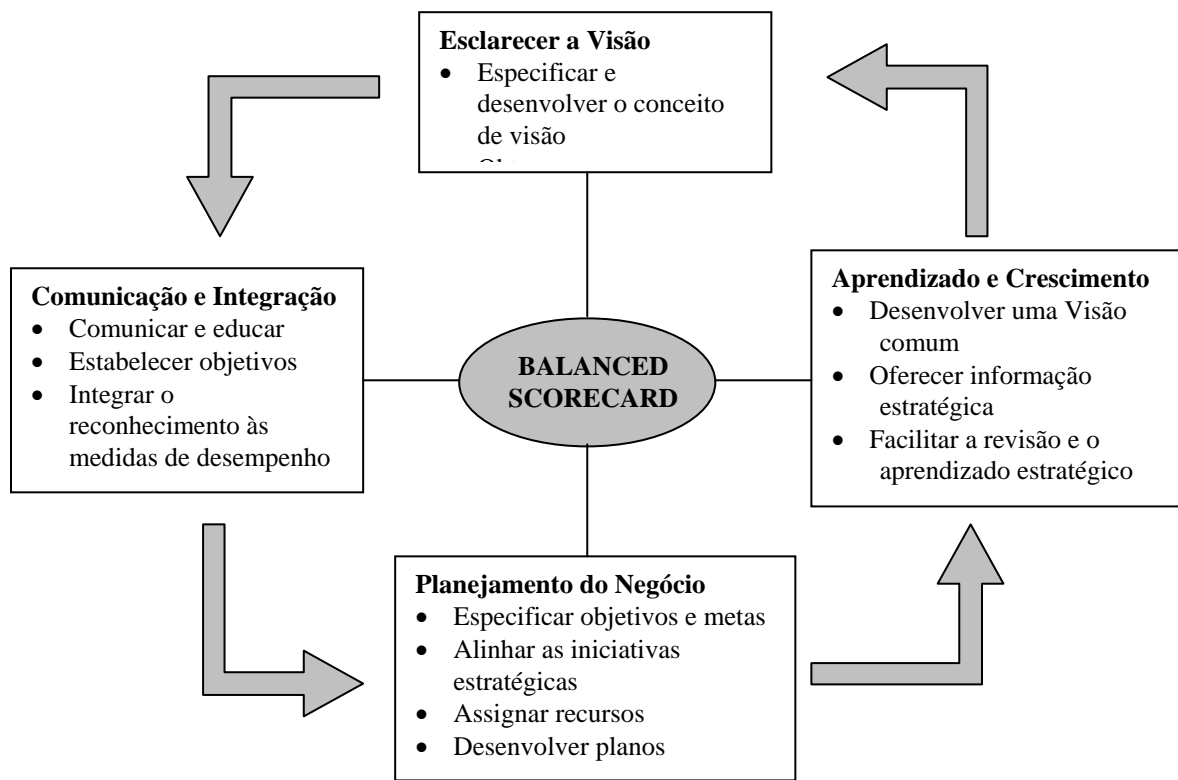 Esclarecer a Visão
• Especificar e
desenvolver o conceito
de visão
Comunicação e Integração
• Comunicar e educar
• Estabelecer objetivos
• Integrar o
reconhecimento às
medidas de desempenho
BALANCED
SCORECARD
Aprendizado e Crescimento
• Desenvolver uma Visão
comum
• Oferecer informação
estratégica
• Facilitar a revisão e o
aprendizado estratégico
Planejamento do Negócio
• Especificar objetivos e metas
• Alinhar as iniciativas
estratégicas
• Assignar recursos
• Desenvolver planos